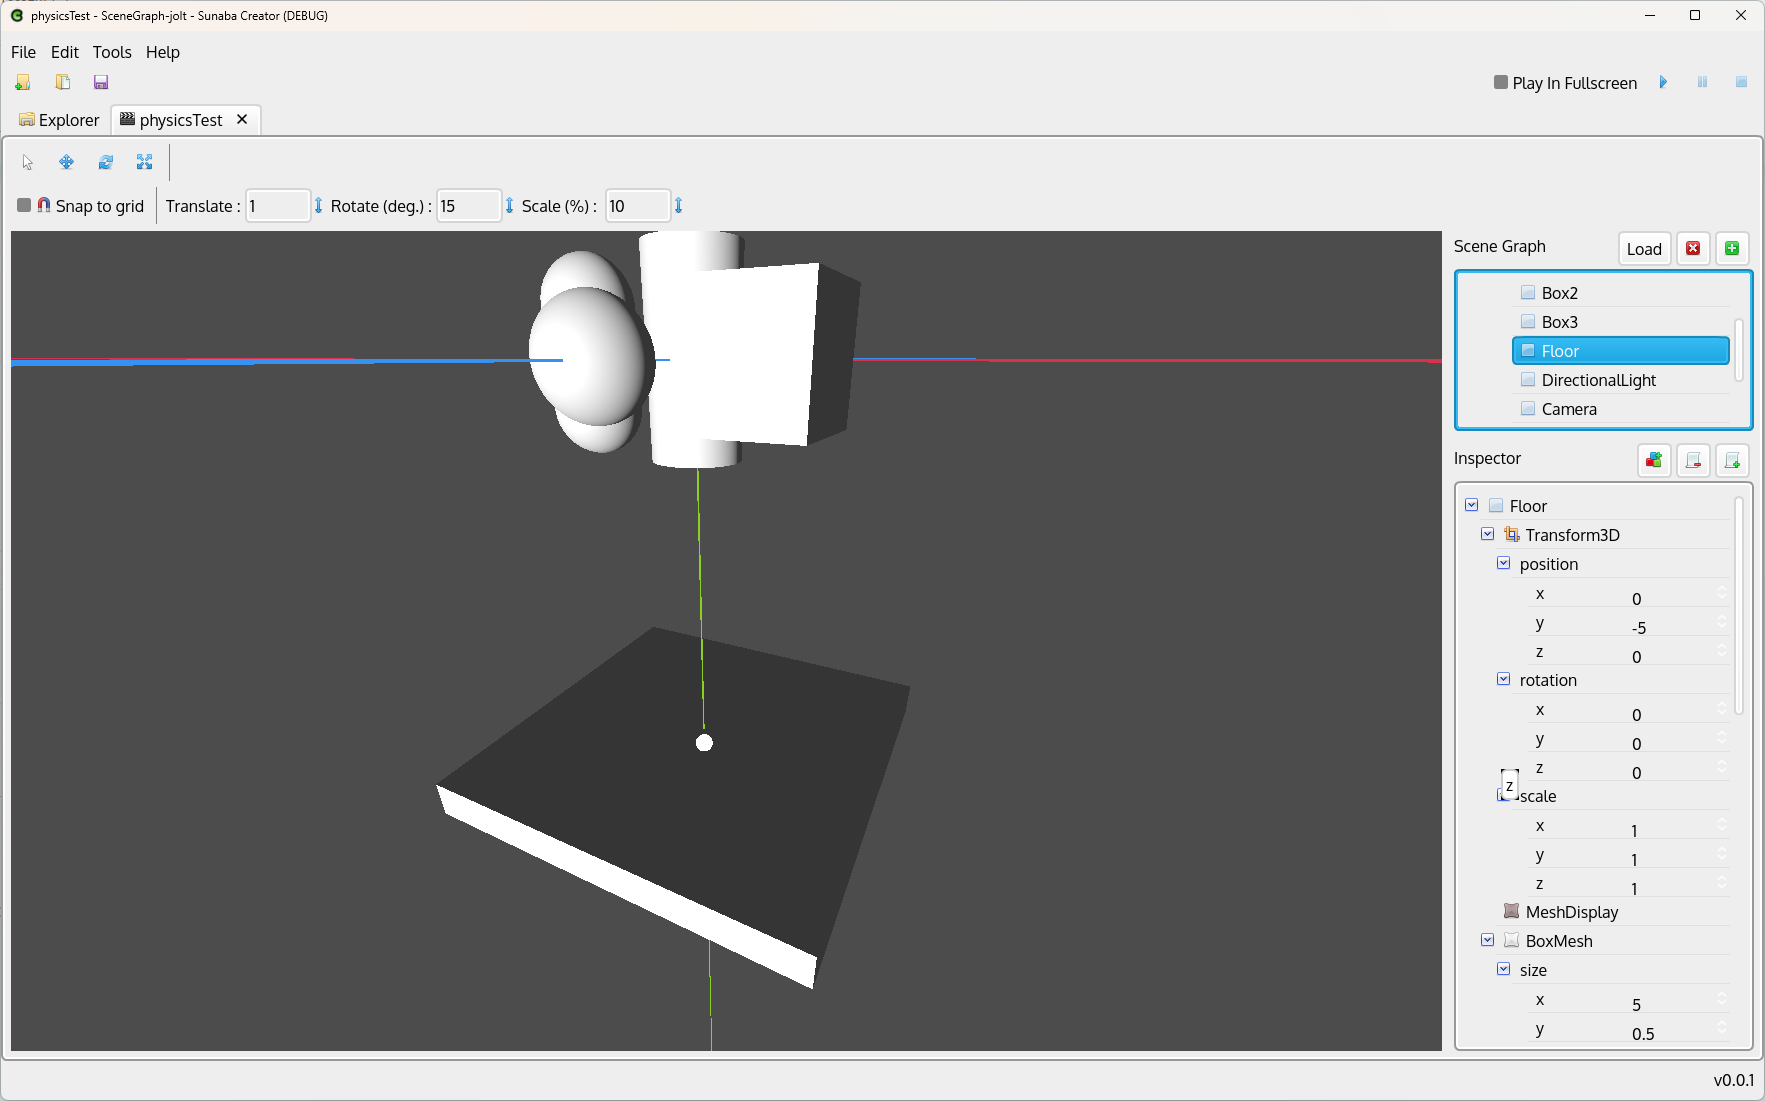 physicsTest - SceneGraph-jolt - Sunaba Creator (DEBUG)
File Edit Tools Help
Play In Fullscreen
Explorer physicsTest
Snap to grid Translate : 1 Rotate (deg.) : 15 Scale (%) : 10
Scene Graph Load
Box2
Box3
Floor
DirectionalLight
Camera
Inspector
Floor
Transform3D
position
x 0
y -5
z 0
rotation
x 0
y 0
z 0
z
scale
x 1
y 1
z 1
MeshDisplay
BoxMesh
size
x 5
y 0.5
v0.0.1